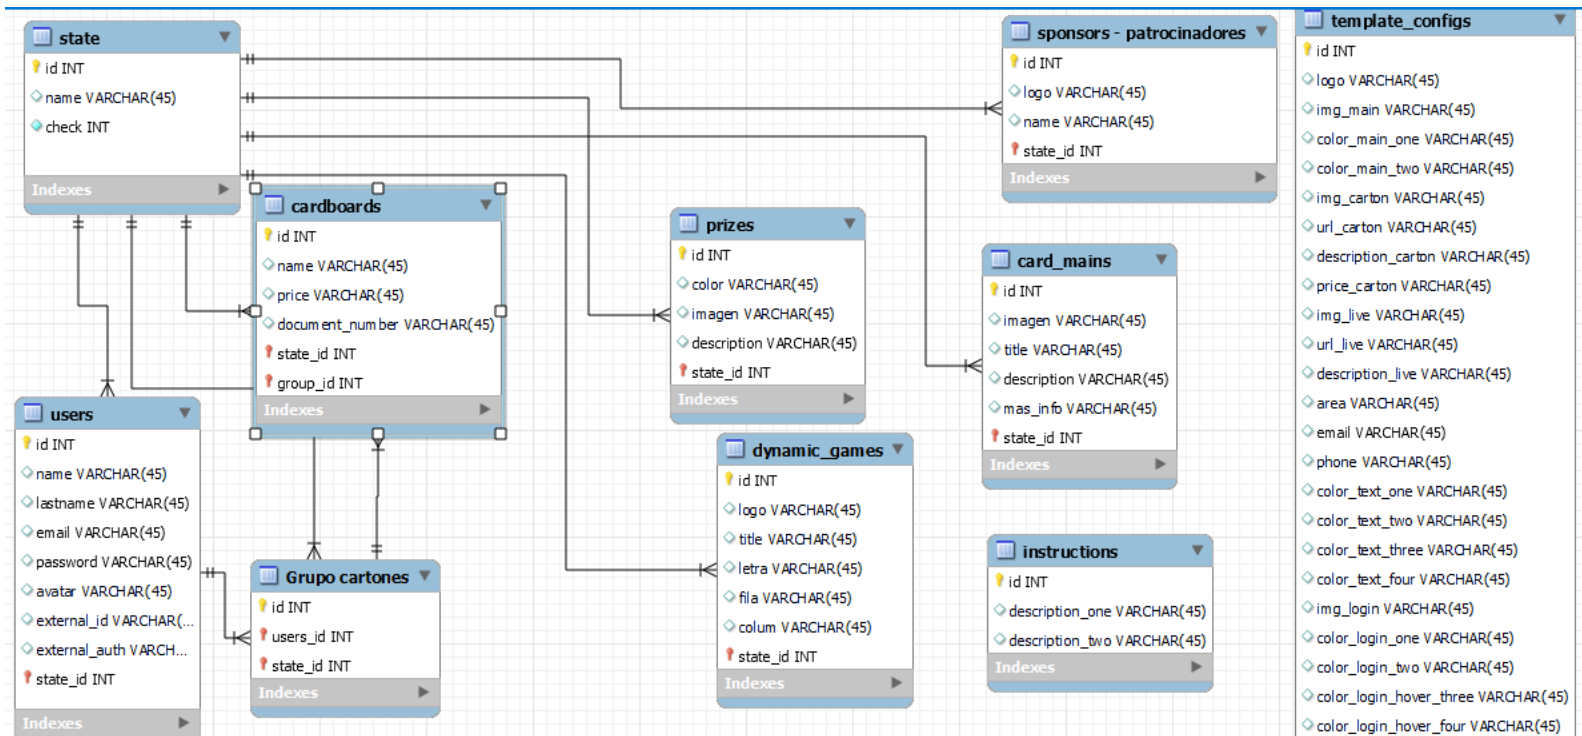 state
id INT
name VARCHAR(45)
check INT
Indexes
cardboards
id INT
name VARCHAR(45)
price VARCHAR(45)
document_number VARCHAR(45)
state_id INT
group_id INT
Indexes
users
id INT
name VARCHAR(45)
lastname VARCHAR(45)
email VARCHAR(45)
password VARCHAR(45)
avatar VARCHAR(45)
external_id VARCHAR(...
external_auth VARCH...
state_id INT
Indexes
Grupo cartones
id INT
users_id INT
state_id INT
Indexes
prizes
id INT
color VARCHAR(45)
imagen VARCHAR(45)
description VARCHAR(45)
state_id INT
Indexes
dynamic_games
id INT
logo VARCHAR(45)
title VARCHAR(45)
letra VARCHAR(45)
fila VARCHAR(45)
colum VARCHAR(45)
state_id INT
Indexes
sponsors - patrocinadores
id INT
logo VARCHAR(45)
name VARCHAR(45)
state_id INT
Indexes
card_mains
id INT
imagen VARCHAR(45)
title VARCHAR(45)
description VARCHAR(45)
mas_info VARCHAR(45)
state_id INT
Indexes
instructions
id INT
description_one VARCHAR(45)
description_two VARCHAR(45)
Indexes
template_configs
id INT
logo VARCHAR(45)
img_main VARCHAR(45)
color_main_one VARCHAR(45)
color_main_two VARCHAR(45)
img_carton VARCHAR(45)
url_carton VARCHAR(45)
description_carton VARCHAR(45)
price_carton VARCHAR(45)
img_live VARCHAR(45)
url_live VARCHAR(45)
description_live VARCHAR(45)
area VARCHAR(45)
email VARCHAR(45)
phone VARCHAR(45)
color_text_one VARCHAR(45)
color_text_two VARCHAR(45)
color_text_three VARCHAR(45)
color_text_four VARCHAR(45)
img_login VARCHAR(45)
color_login_one VARCHAR(45)
color_login_two VARCHAR(45)
color_login_hover_three VARCHAR(45)
color_login_hover_four VARCHAR(45)